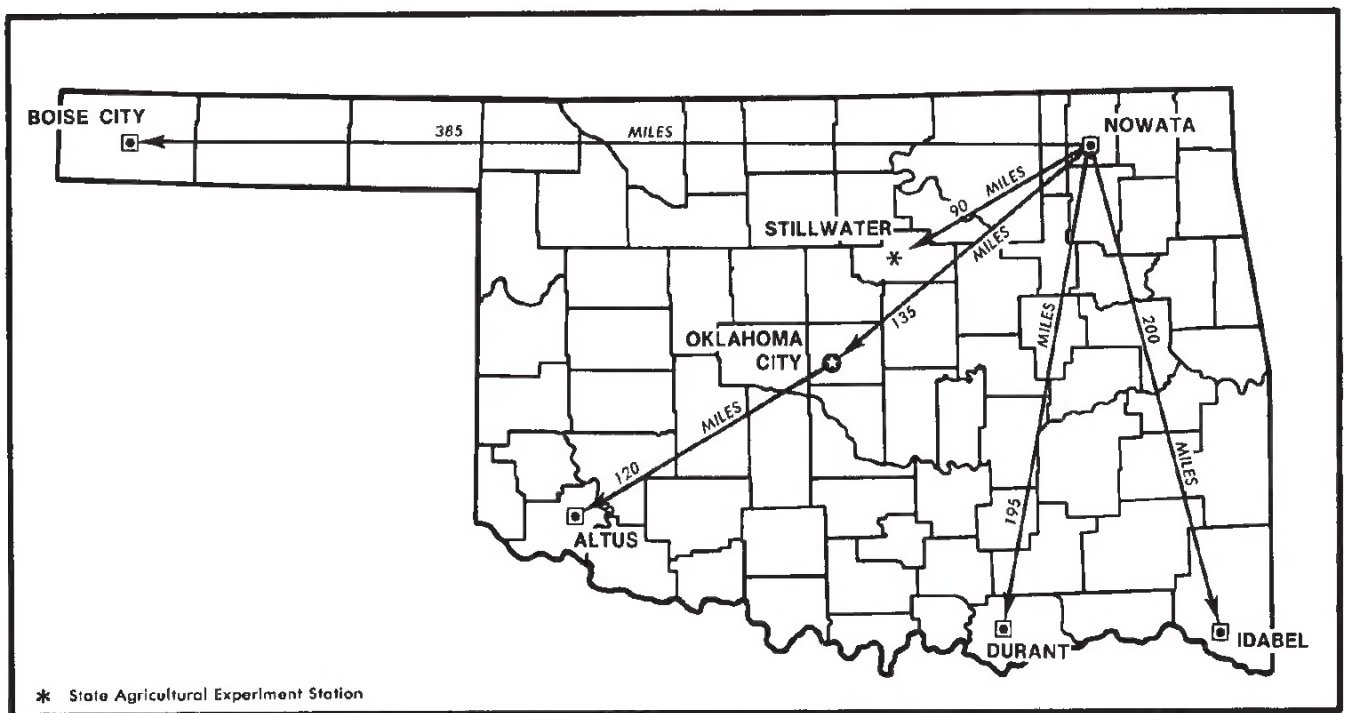 BOISE CITY
385 MILES
NOWATA
90 MILES
STILLWATER
135 MILES
OKLAHOMA
CITY
120 MILES
ALTUS
195 MILES
DURANT
200 MILES
IDABEL
* State Agricultural Experiment Station